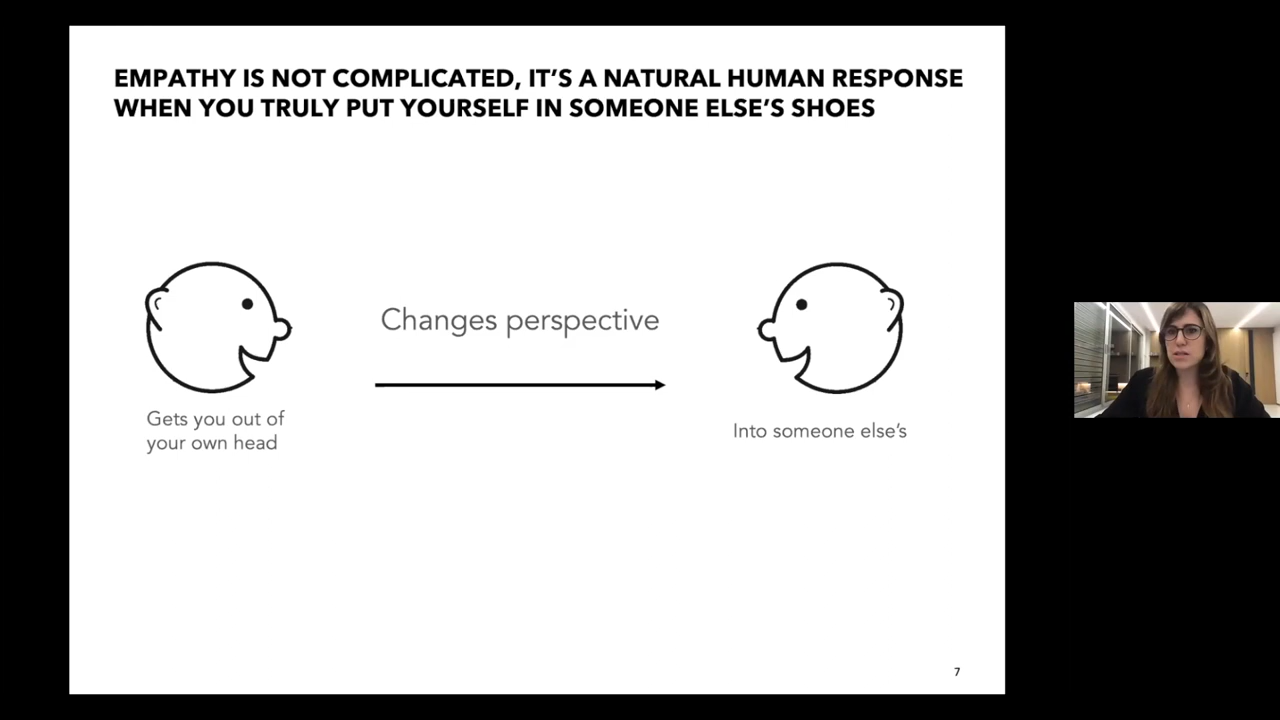 EMPATHY IS NOT COMPLICATED, IT’S A NATURAL HUMAN RESPONSE
WHEN YOU TRULY PUT YOURSELF IN SOMEONE ELSE’S SHOES
Changes perspective
Gets you out of
your own head
Into someone else’s
7